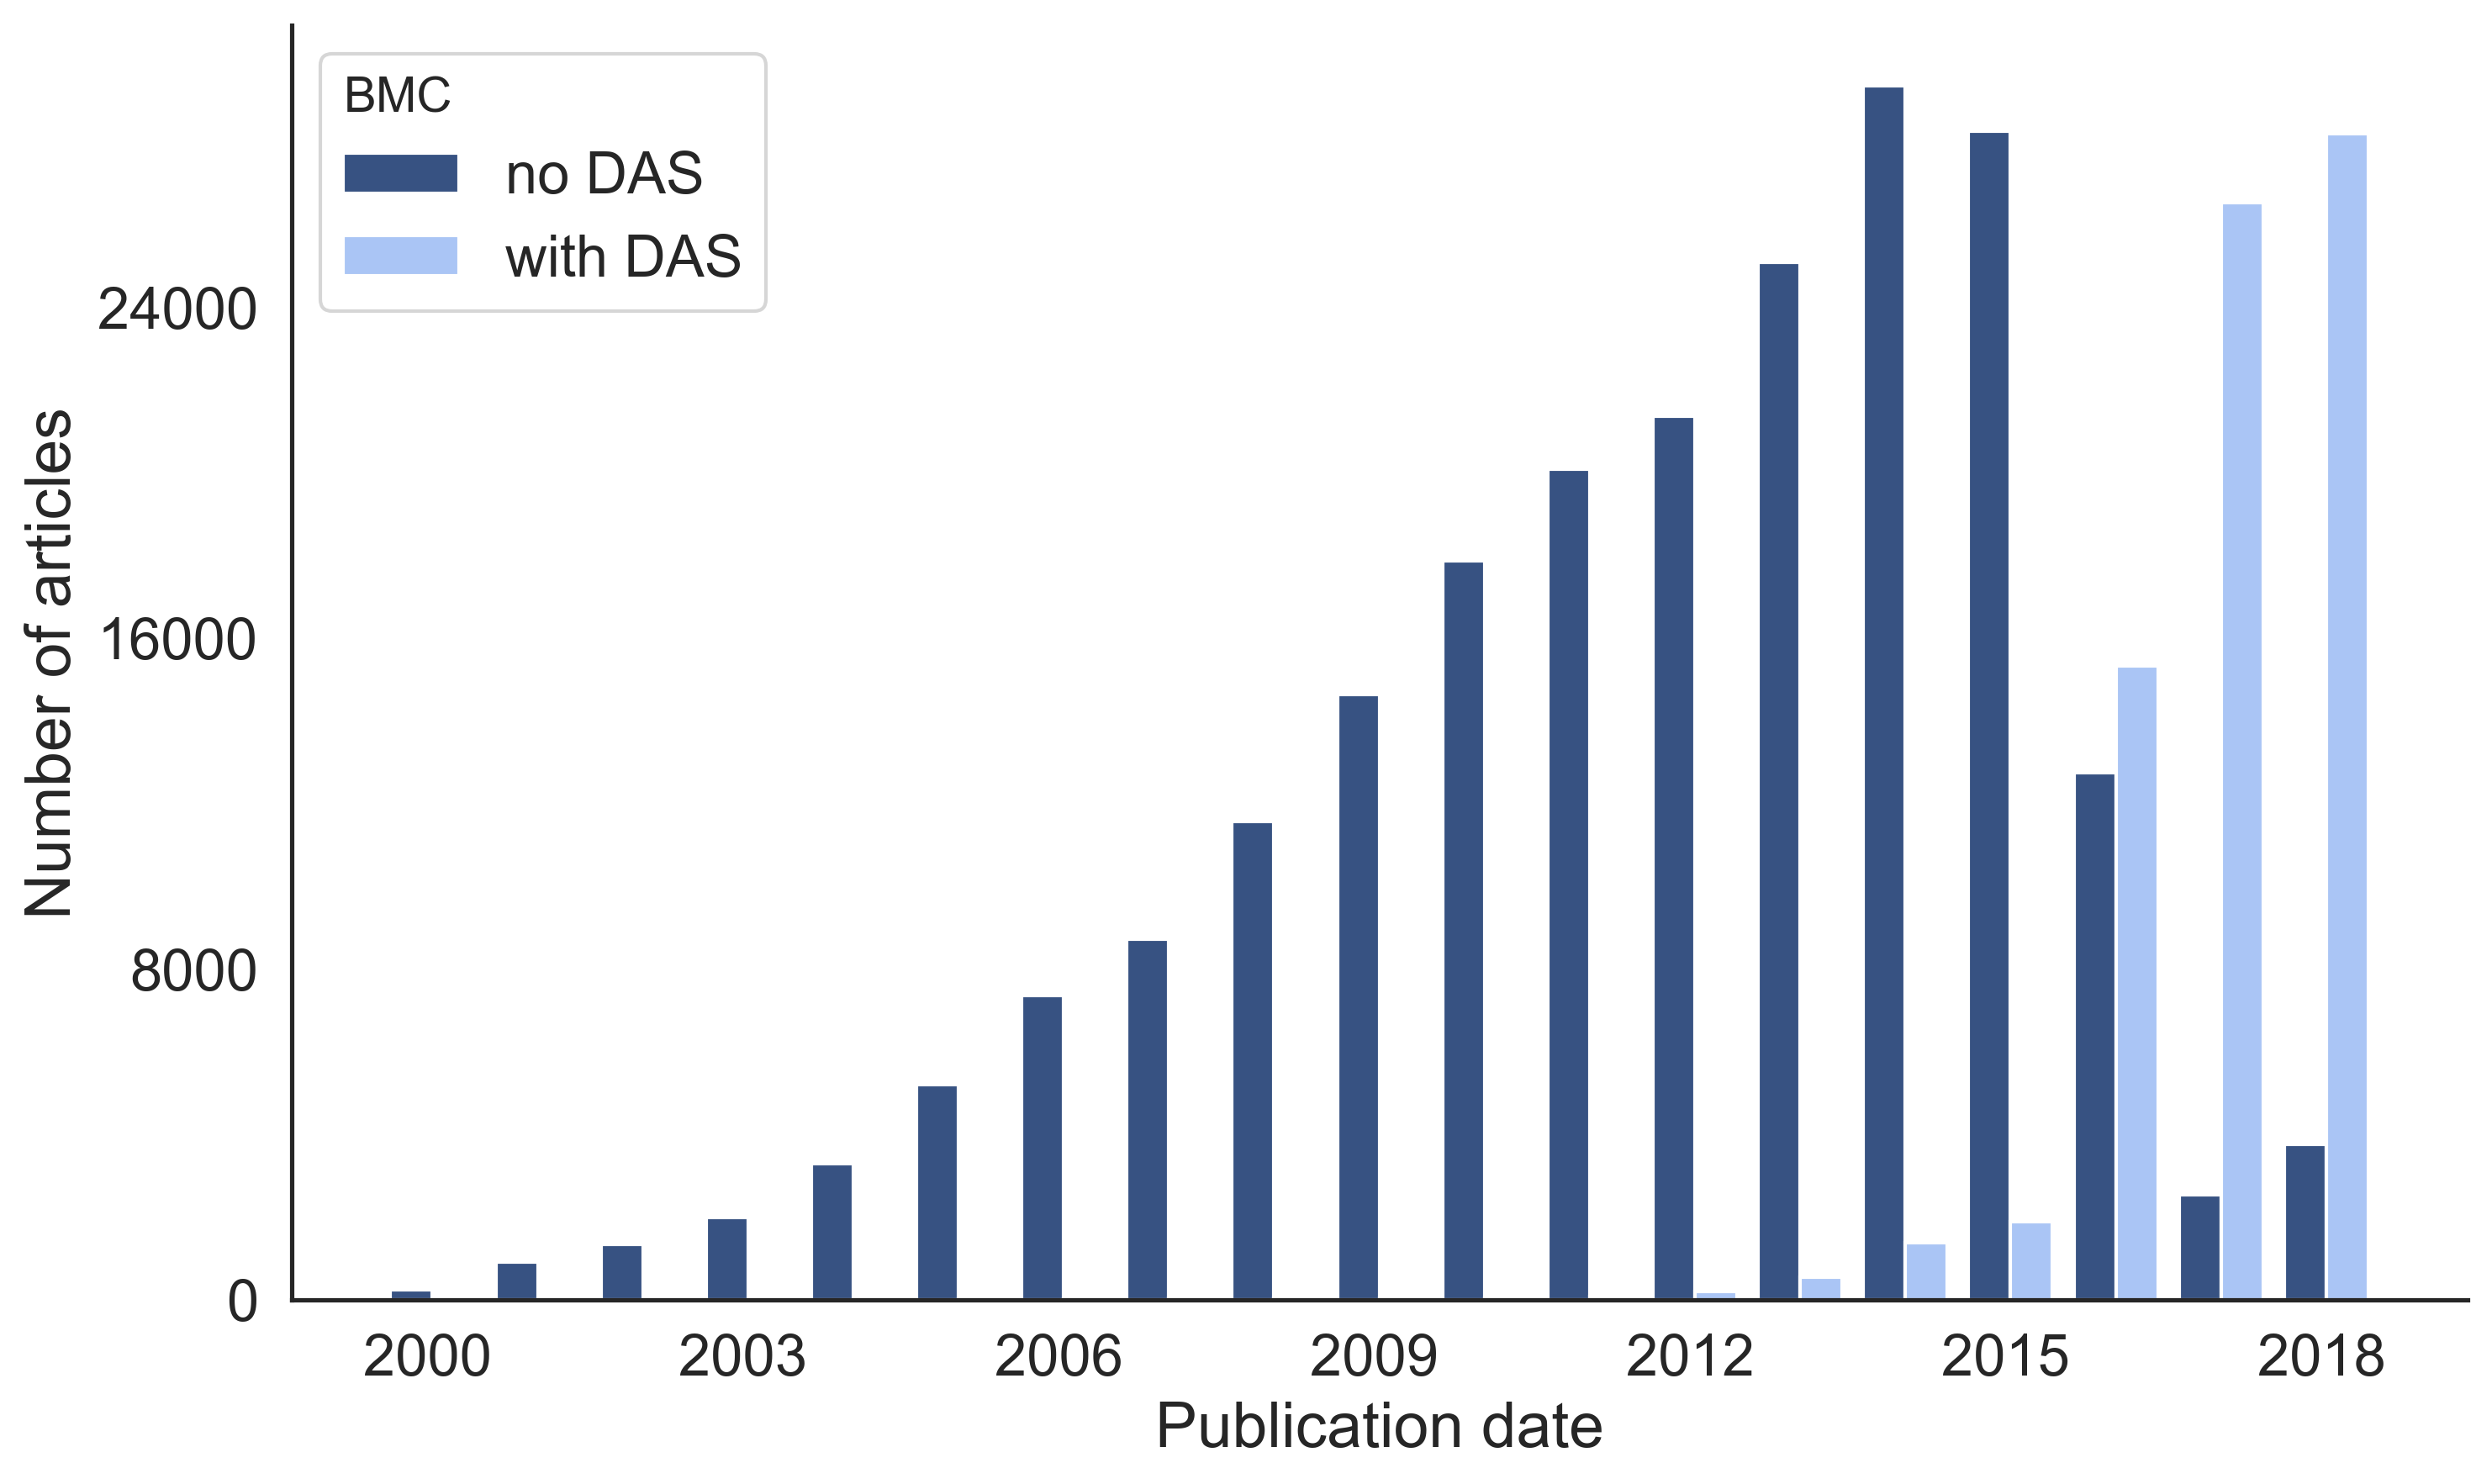 BMC
no DAS
with DAS
Number of articles
24000
16000
8000
0
2000 2003 2006 2009 2012 2015 2018
Publication date